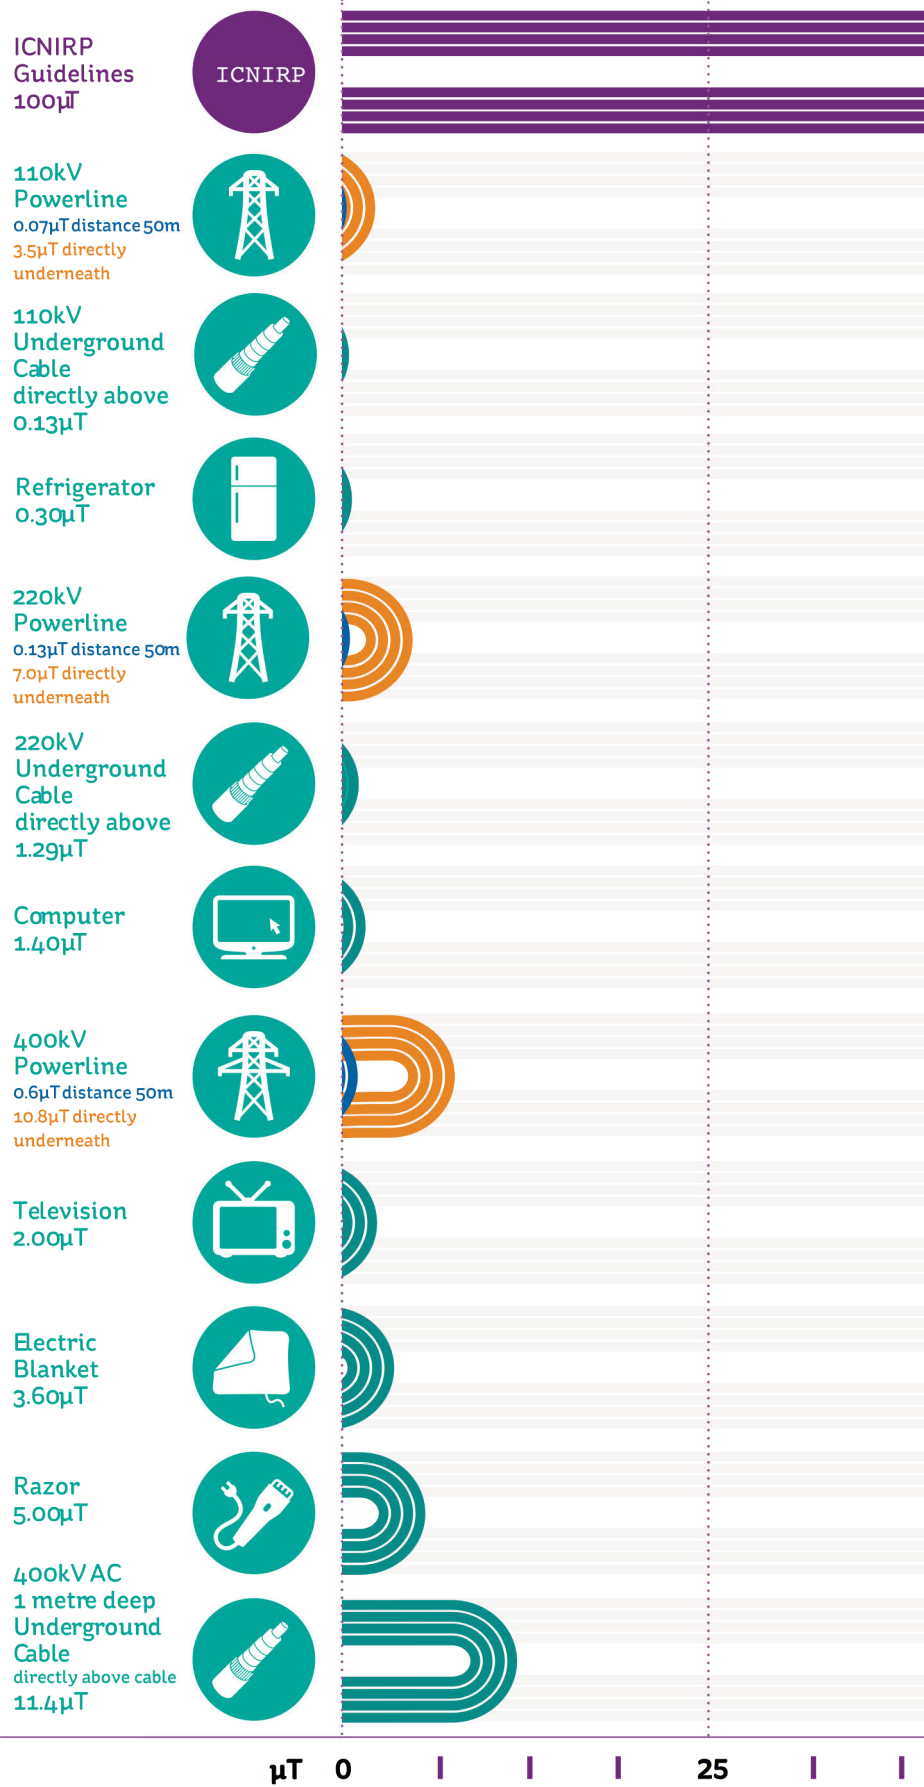 ICNIRP
Guidelines
100µT
ICNIRP
110kV
Powerline
0.07µT distance 50m
3.5µT directly
underneath
110kV
Underground
Cable
directly above
0.13µT
Refrigerator
0.30µT
220kV
Powerline
0.13µT distance 50m
7.0µT directly
underneath
220kV
Underground
Cable
directly above
1.29µT
Computer
1.40µT
400kV
Powerline
0.6µT distance 50m
10.8µT directly
underneath
Television
2.00µT
Electric
Blanket
3.60µT
Razor
5.00µT
400kV AC
1 metre deep
Underground
Cable
directly above cable
11.4µT
µT 0 25